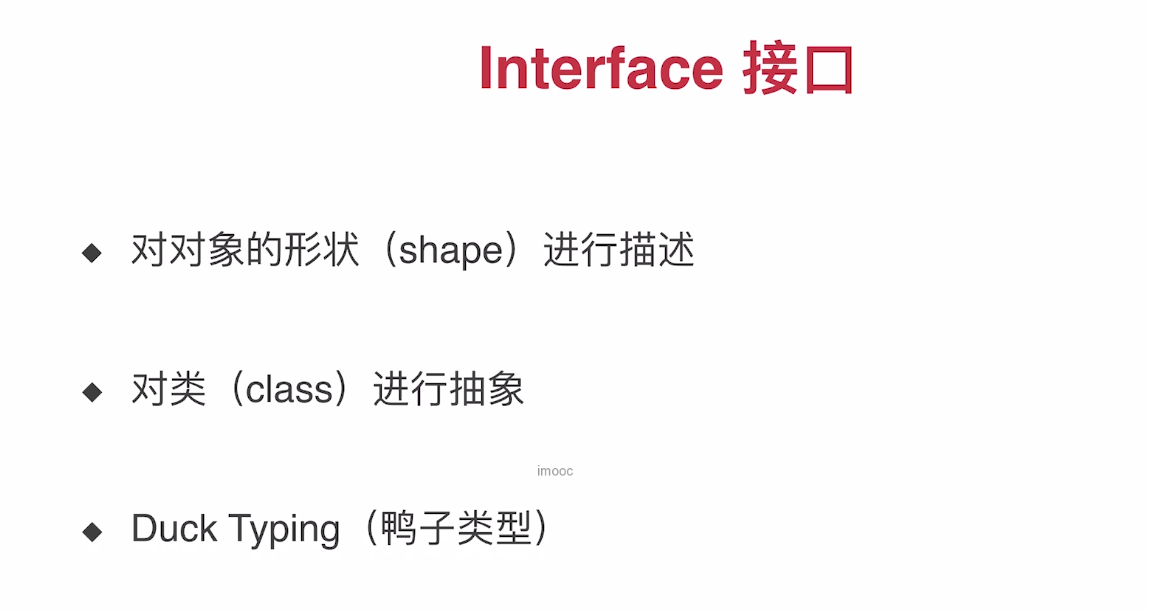 Interface 接口
◆ 对对象的形状（shape）进行描述
◆ 对类（class）进行抽象
imooc
◆ Duck Typing（鸭子类型）